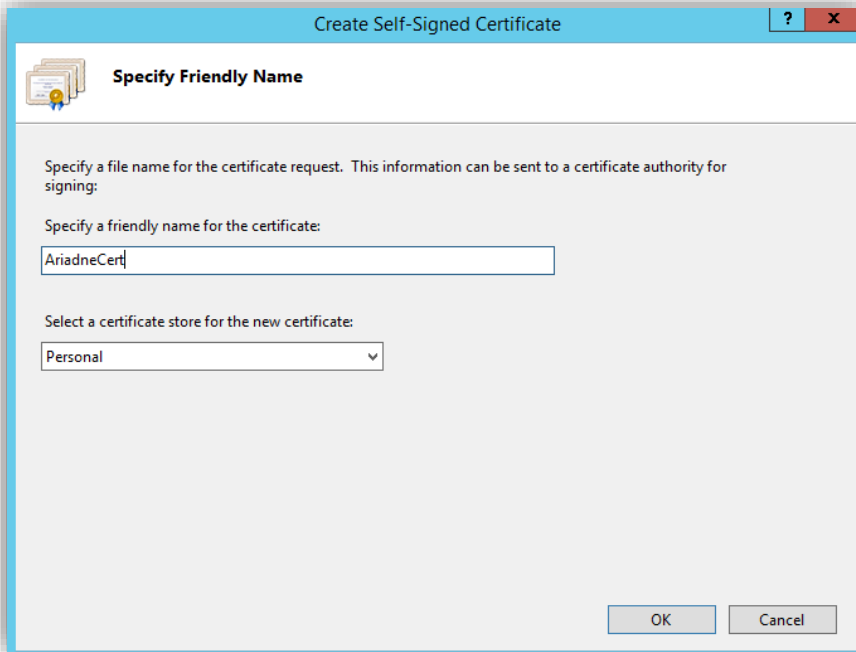 Create Self-Signed Certificate
? x
Specify Friendly Name
Specify a file name for the certificate request.  This information can be sent to a certificate authority for
signing:
Specify a friendly name for the certificate:
AriadneCert
Select a certificate store for the new certificate:
Personal
OK Cancel